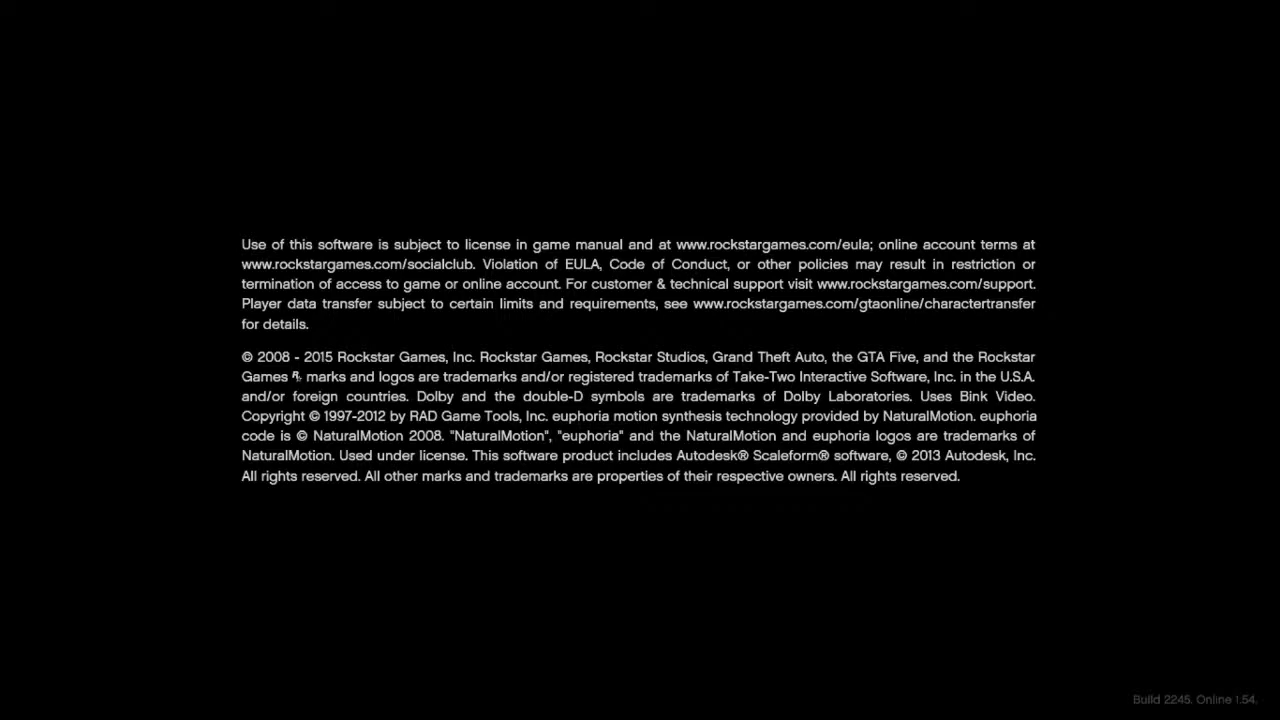 Use of this software is subject to license in game manual and at www.rockstargames.com/eula; online account terms at
www.rockstargames.com/socialclub. Violation of EULA, Code of Conduct, or other policies may result in restriction or
termination of access to game or online account. For customer & technical support visit www.rockstargames.com/support.
Player data transfer subject to certain limits and requirements, see www.rockstargames.com/gtaonline/charactertransfer
for details.
© 2008 - 2015 Rockstar Games, Inc. Rockstar Games, Rockstar Studios, Grand Theft Auto, the GTA Five, and the Rockstar
Games R* marks and logos are trademarks and/or registered trademarks of Take-Two Interactive Software, Inc. in the U.S.A.
and/or foreign countries. Dolby and the double-D symbols are trademarks of Dolby Laboratories. Uses Bink Video.
Copyright © 1997-2012 by RAD Game Tools, Inc. euphoria motion synthesis technology provided by NaturalMotion. euphoria
code is © NaturalMotion 2008. "NaturalMotion", "euphoria" and the NaturalMotion and euphoria logos are trademarks of
NaturalMotion. Used under license. This software product includes Autodesk® Scaleform® software, © 2013 Autodesk, Inc.
All rights reserved. All other marks and trademarks are properties of their respective owners. All rights reserved.
Build 2245. Online 1.54.